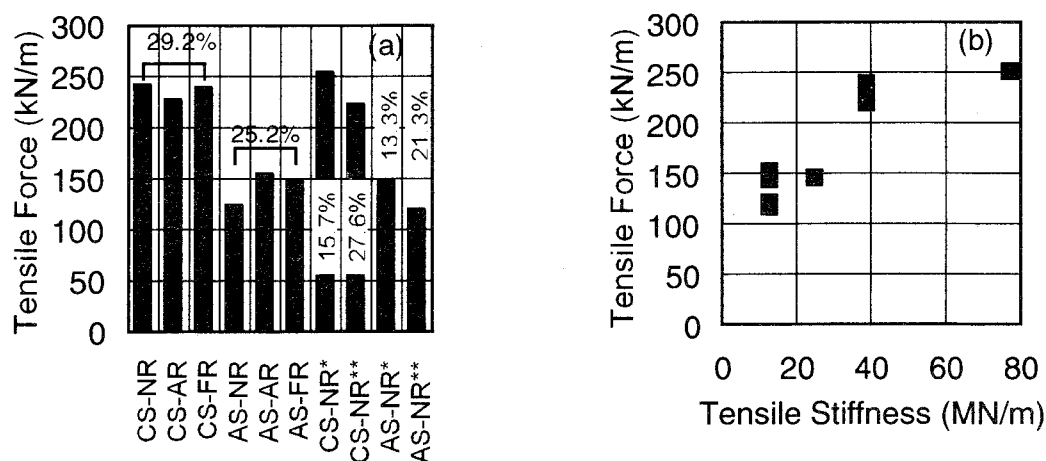 (a)
Tensile Force (kN/m)
300
250
200
150
100
50
0
29.2%
25.2%
15.7%
27.6%
13.3%
21.3%
CS-NR
CS-AR
CS-FR
AS-NR
AS-AR
AS-FR
CS-NR*
CS-NR**
AS-NR*
AS-NR**
(b)
Tensile Force (kN/m)
300
250
200
150
100
50
0
0 20 40 60 80
Tensile Stiffness (MN/m)